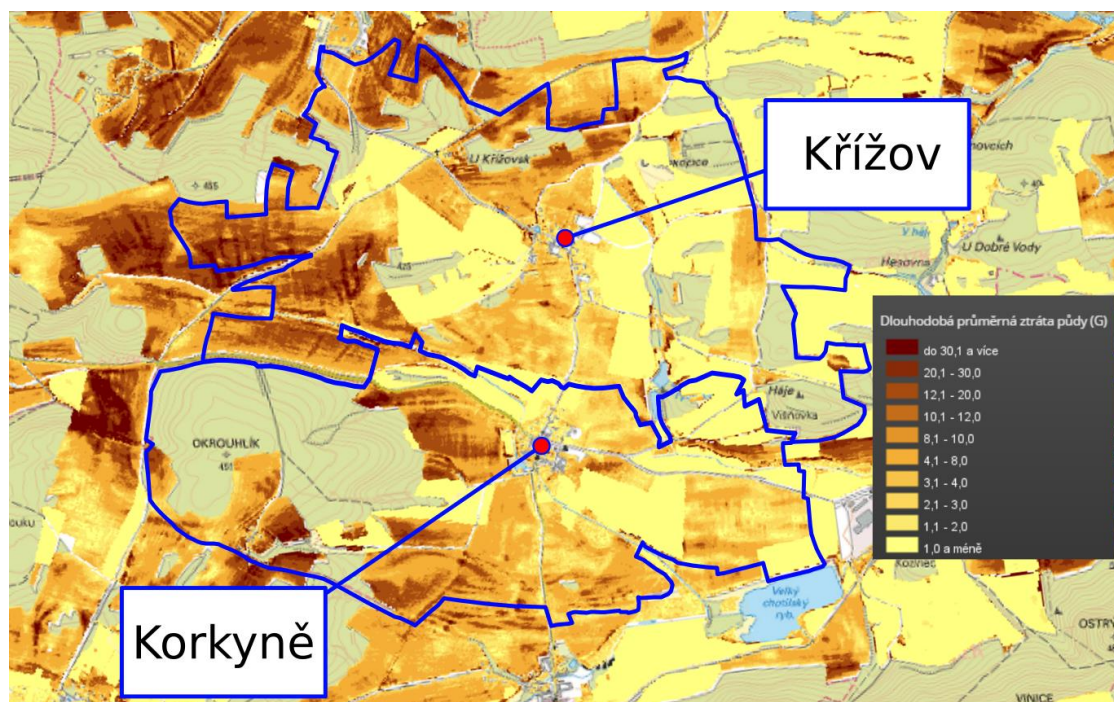 Křížov
U Křížovsk
455
425
V háji
U Dobré Vody
Hesovna
Dlouhodobá průměrná ztráta půdy (G)
do 30,1 a více
20,1 - 30,0
12,1 - 20,0
10,1 - 12,0
8,1 - 10,0
4,1 - 8,0
3,1 - 4,0
2,1 - 3,0
1,1 - 2,0
1,0 a méně
Háje
Višňovka
OKROUHLÍK
451
Korkyně
Velký
chotilský
ryb.
OSTRÝ
VINICE